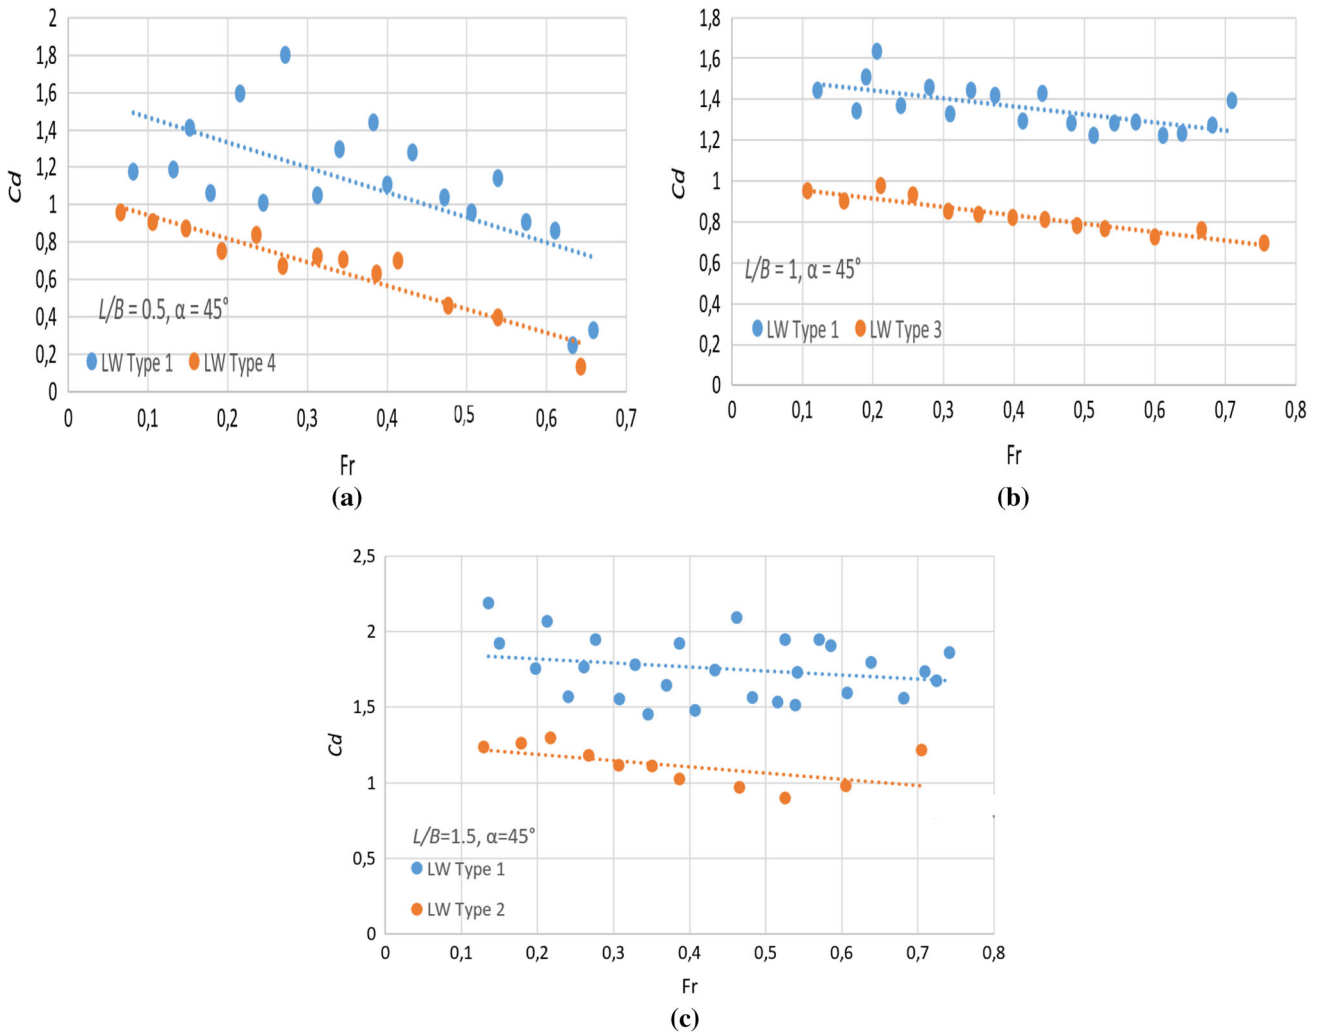 2
1,8
1,6
1,4
1,2
1
0,8
0,6
0,4
0,2
0
Cd
L/B = 0.5, α = 45°
LW Type 1 LW Type 4
0 0,1 0,2 0,3 0,4 0,5 0,6 0,7
Fr
(a)
1,8
1,6
1,4
1,2
1
0,8
0,6
0,4
0,2
0
Cd
L/B = 1, α = 45°
LW Type 1 LW Type 3
0 0,1 0,2 0,3 0,4 0,5 0,6 0,7 0,8
Fr
(b)
2,5
2
1,5
1
0,5
0
Cd
L/B=1.5, α=45°
LW Type 1
LW Type 2
0 0,1 0,2 0,3 0,4 0,5 0,6 0,7 0,8
Fr
(c)